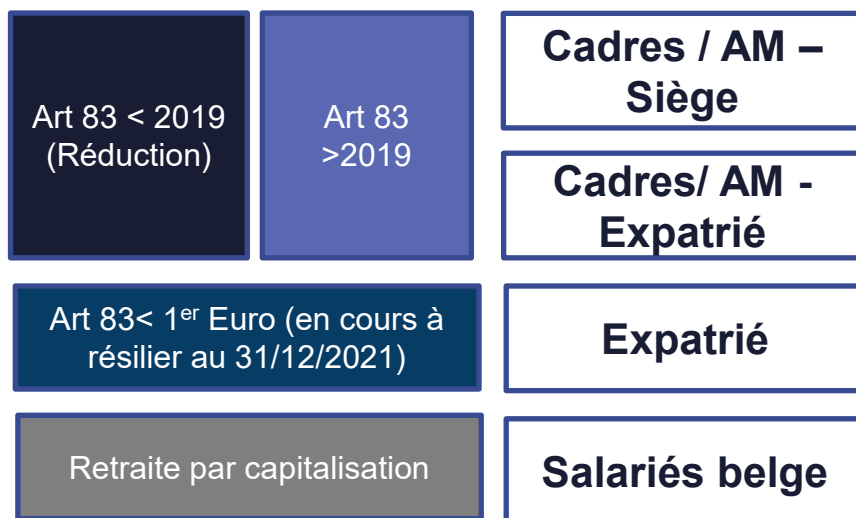 Art 83 < 2019
(Réduction)
Art 83
>2019
Cadres / AM –
Siège
Cadres/ AM -
Expatrié
Art 83< 1er Euro (en cours à
résilier au 31/12/2021)
Expatrié
Retraite par capitalisation
Salariés belge